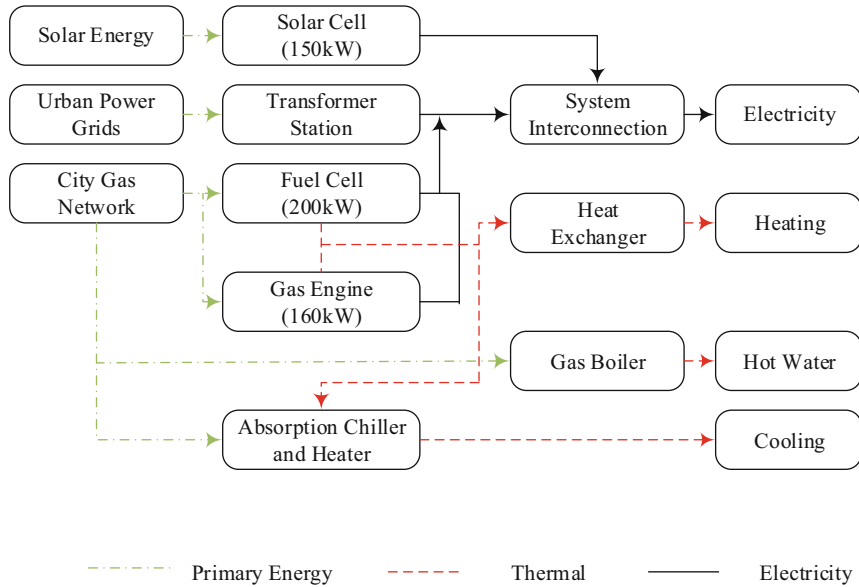 Solar Energy
Solar Cell
(150kW)
Urban Power
Grids
Transformer
Station
System
Interconnection
Electricity
City Gas
Network
Fuel Cell
(200kW)
Heat
Exchanger
Heating
Gas Engine
(160kW)
Gas Boiler
Hot Water
Absorption Chiller
and Heater
Cooling
Primary Energy
Thermal
Electricity